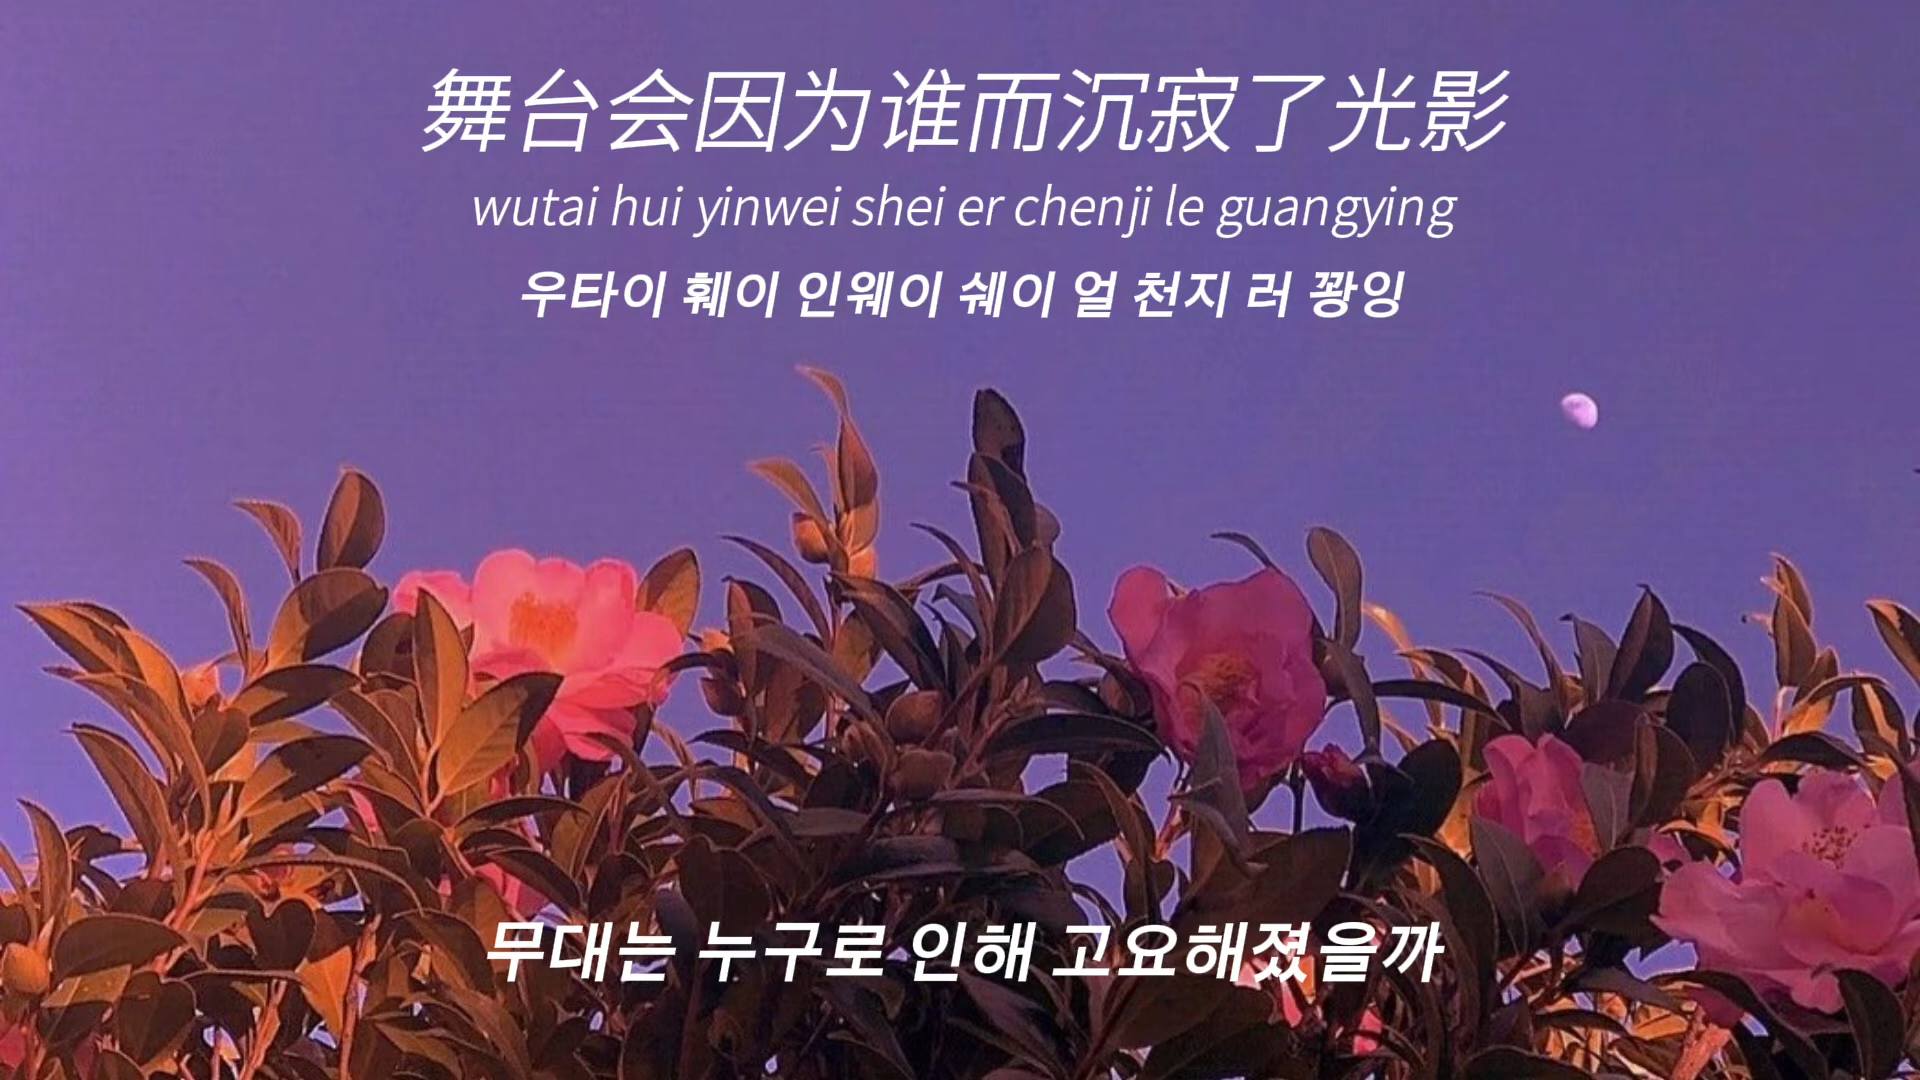 舞台会因为谁而沉寂了光影
wutai hui yinwei shei er chenji le guangying
우타이 훼이 인웨이 쉐이 얼 천지 러 꽝잉
무대는 누구로 인해 고요해졌을까